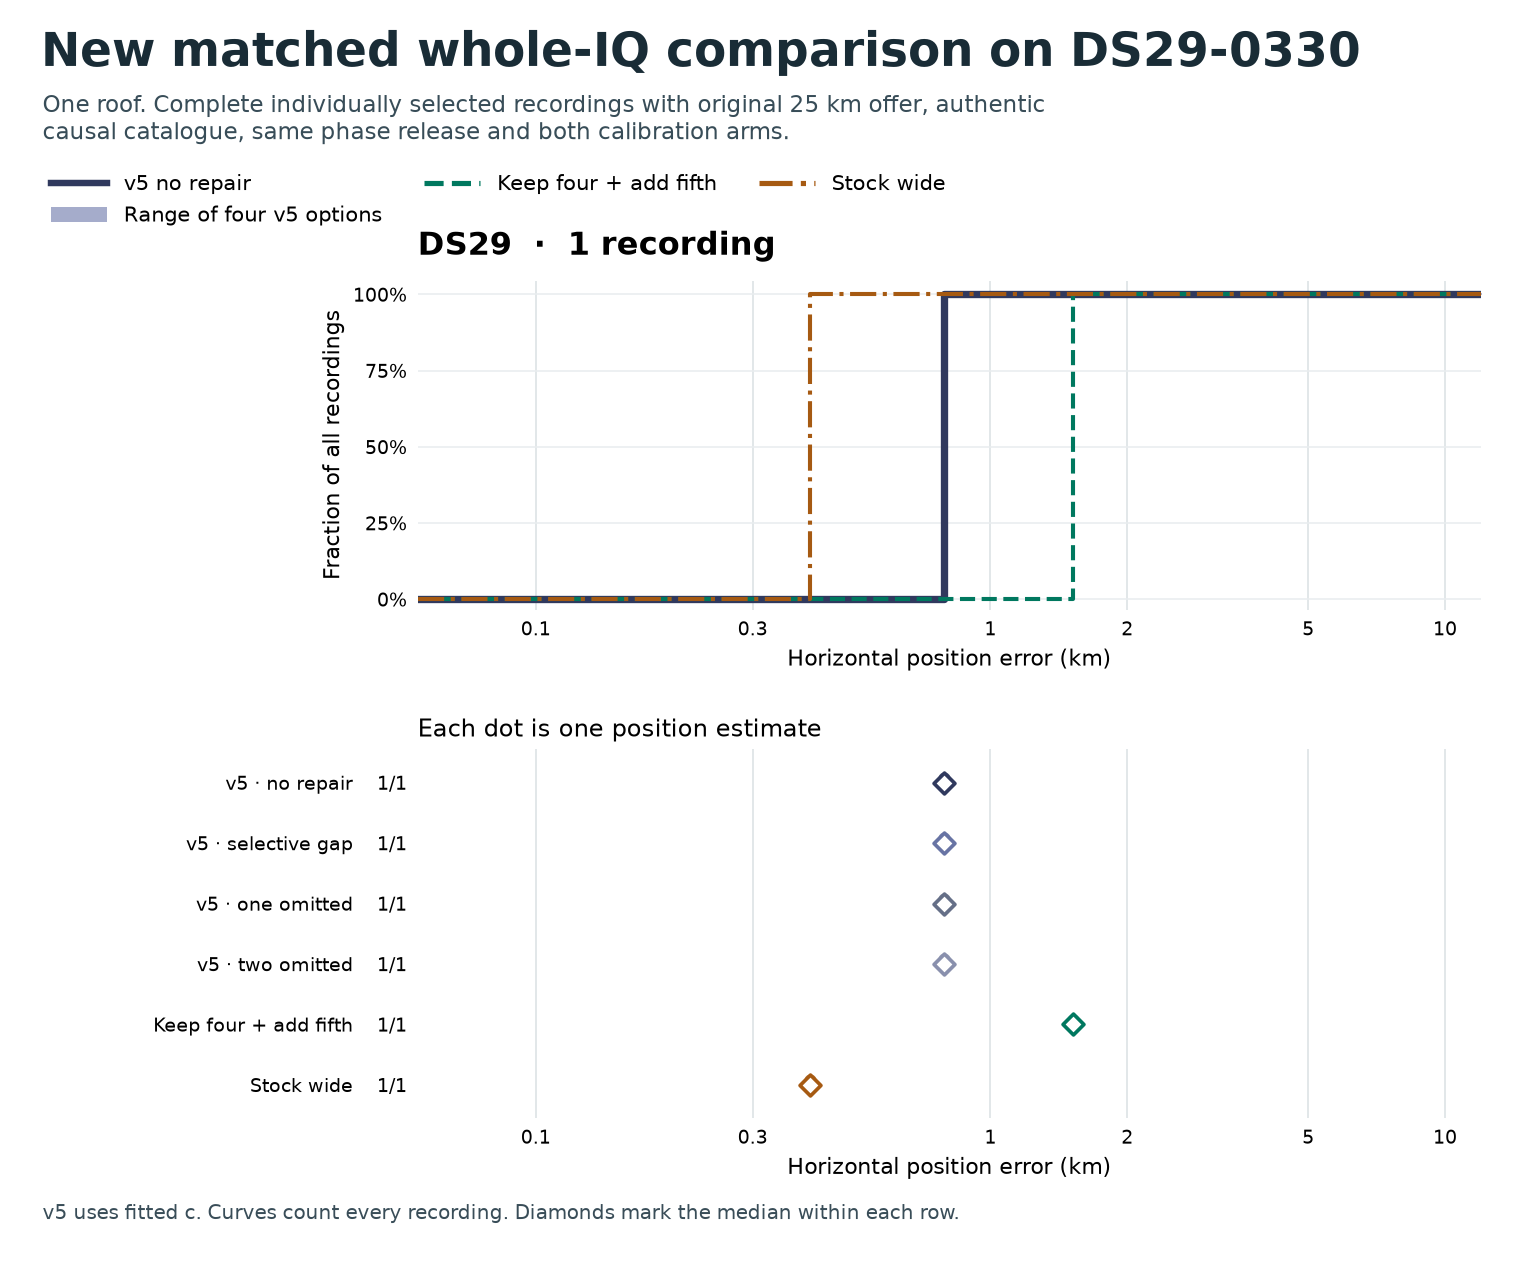 New matched whole-IQ comparison on DS29-0330
One roof. Complete individually selected recordings with original 25 km offer, authentic
causal catalogue, same phase release and both calibration arms.
v5 no repair
Keep four + add fifth
Stock wide
Range of four v5 options
DS29 · 1 recording
Fraction of all recordings
100%
75%
50%
25%
0%
0.1 0.3 1 2 5 10
Horizontal position error (km)
Each dot is one position estimate
v5 · no repair 1/1
v5 · selective gap 1/1
v5 · one omitted 1/1
v5 · two omitted 1/1
Keep four + add fifth 1/1
Stock wide 1/1
0.1 0.3 1 2 5 10
Horizontal position error (km)
v5 uses fitted c. Curves count every recording. Diamonds mark the median within each row.